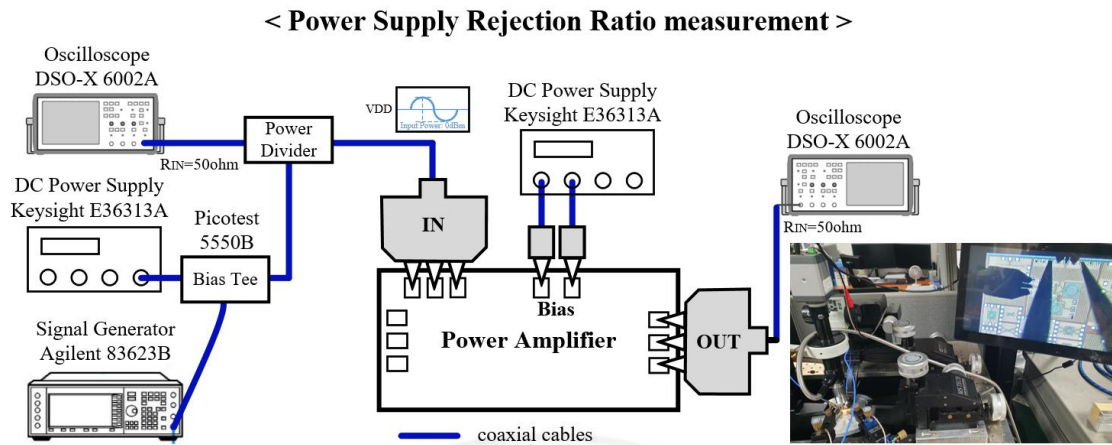 < Power Supply Rejection Ratio measurement >
Oscilloscope
DSO-X 6002A
Power
Divider
RIN=50ohm
VDD
Input Power: 0dBm
DC Power Supply
Keysight E36313A
Oscilloscope
DSO-X 6002A
RIN=50ohm
DC Power Supply
Keysight E36313A
Picotest
5550B
Bias Tee
IN
Bias
Power Amplifier
OUT
Signal Generator
Agilent 83623B
coaxial cables